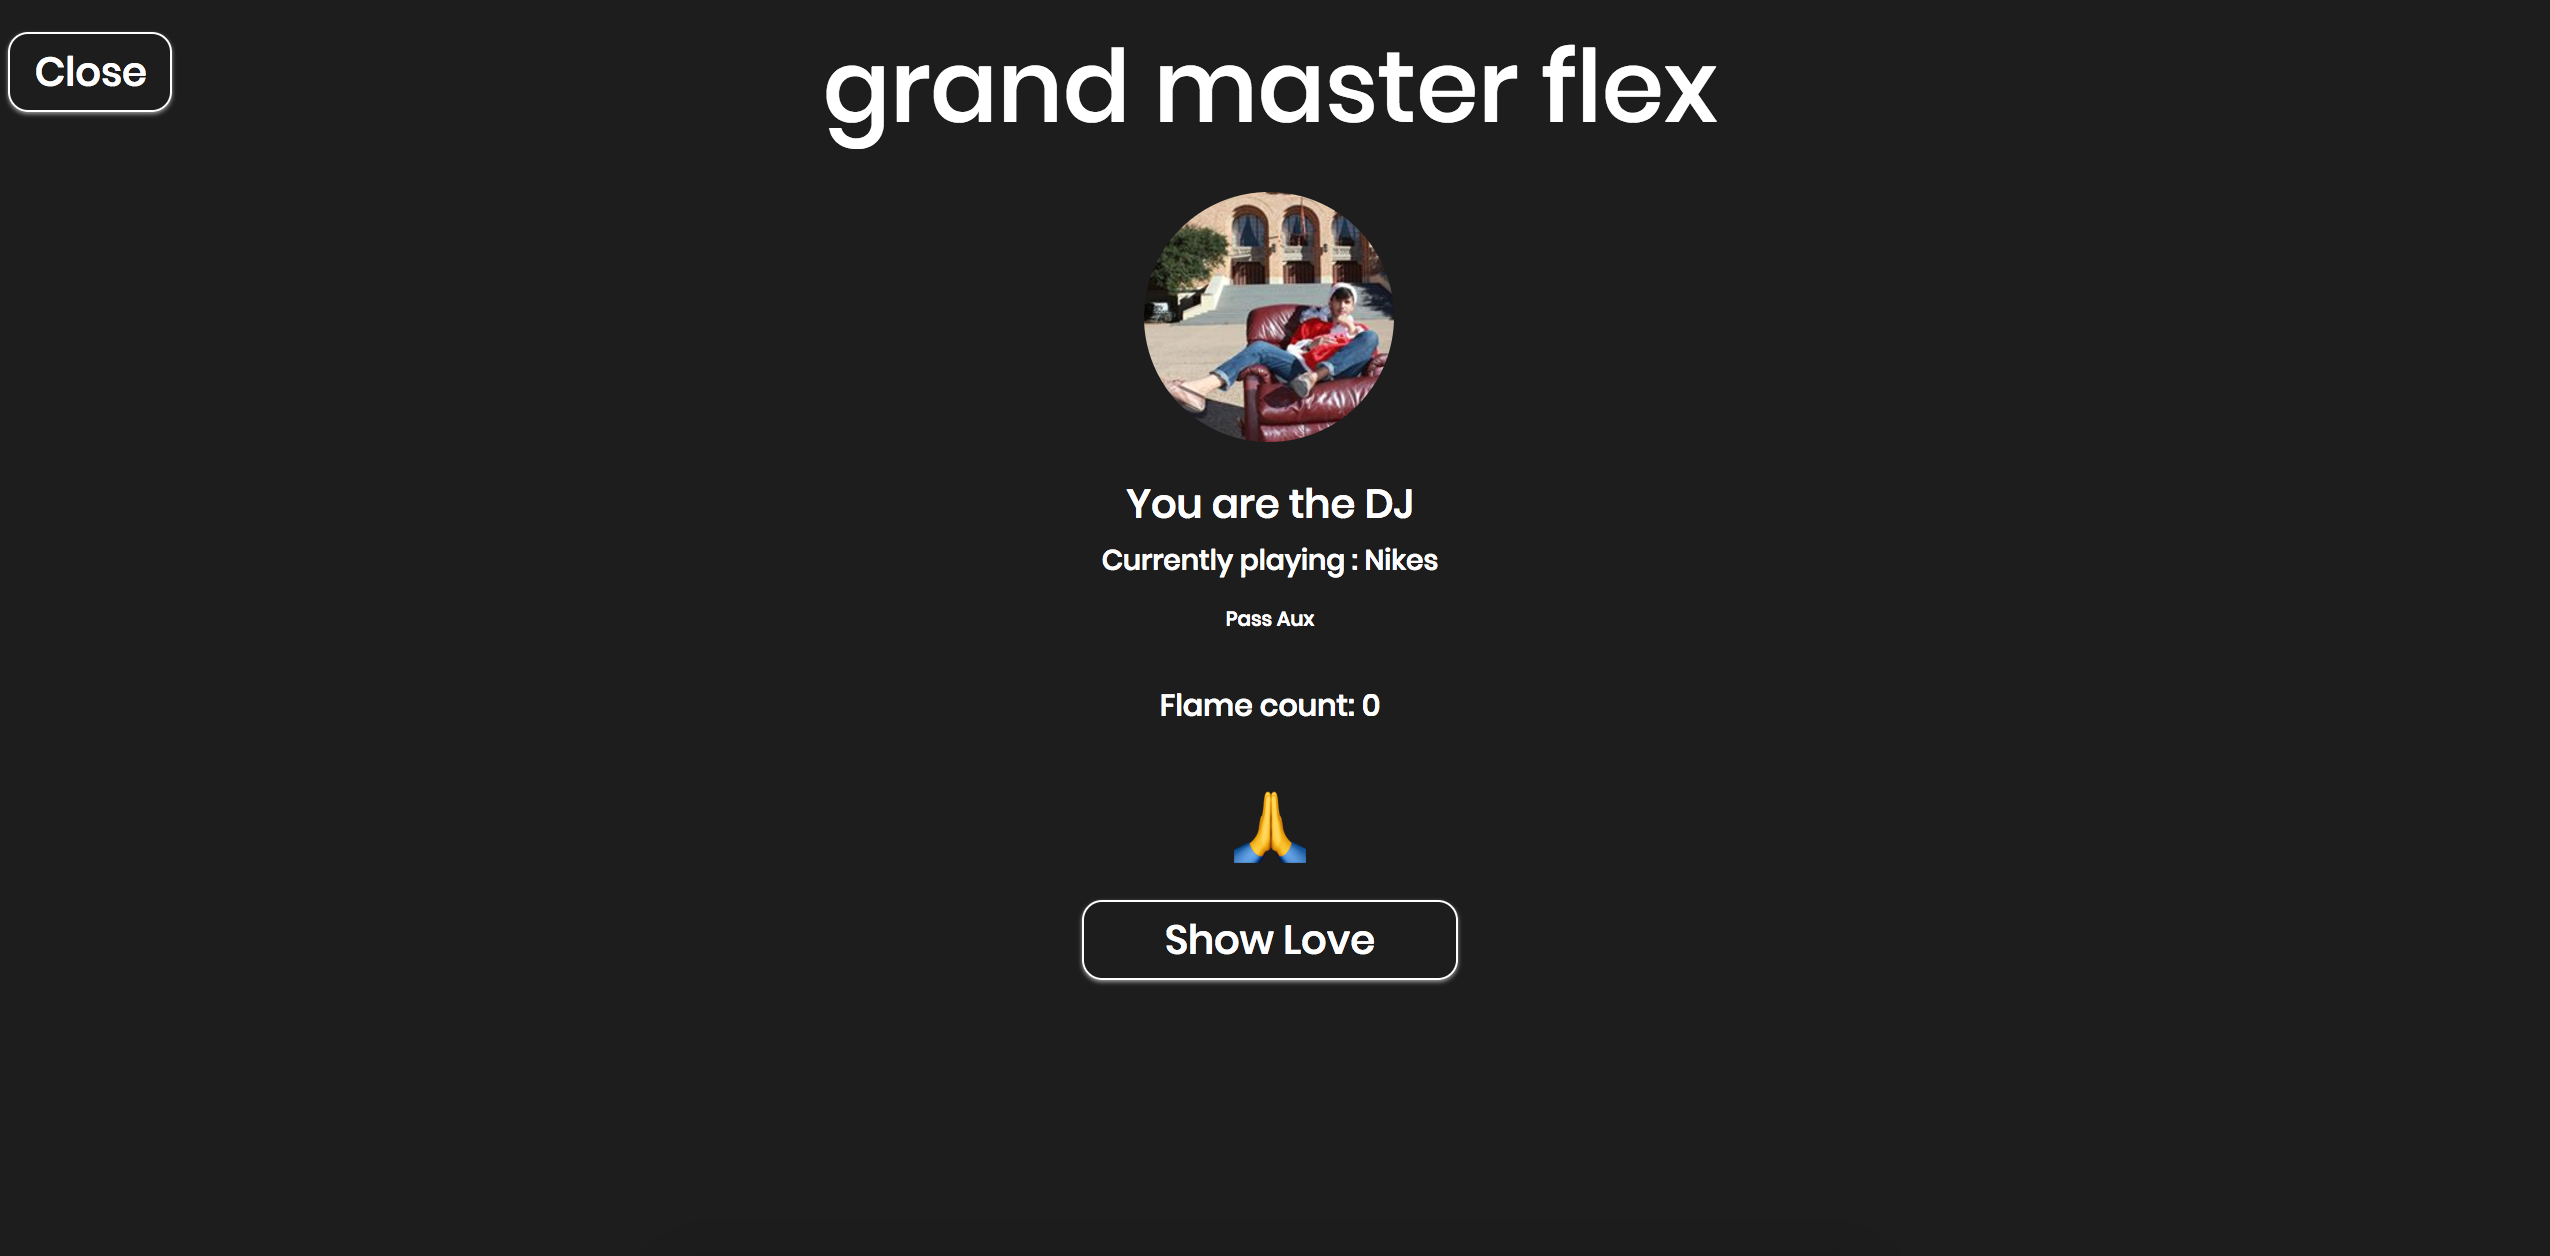 Close
grand master flex
You are the DJ
Currently playing : Nikes
Pass Aux
Flame count: 0
Show Love